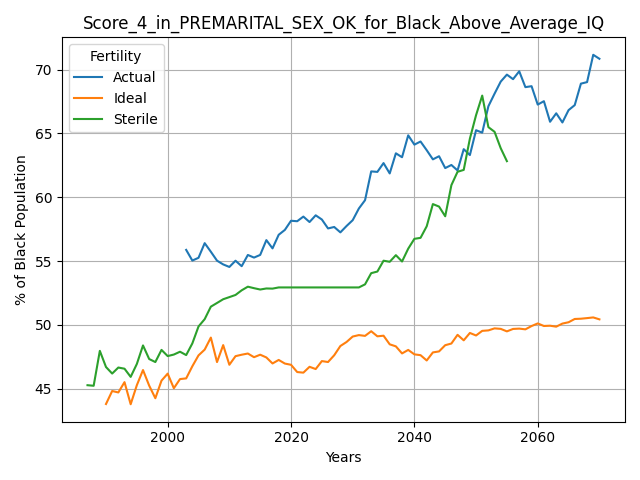 Score_4_in_PREMARITAL_SEX_OK_for_Black_Above_Average_IQ
Fertility
Actual
Ideal
Sterile
% of Black Population
70
65
60
55
50
45
2000
2020
2040
2060
Years